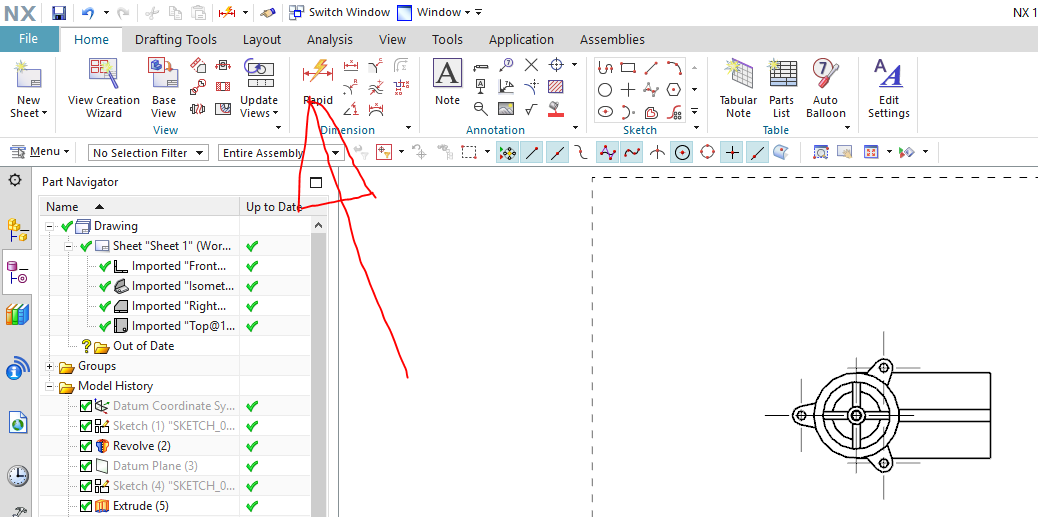 NX Switch Window Window NX 1
File Home Drafting Tools Layout Analysis View Tools Application Assemblies
New Sheet View Creation Wizard Base View Update Views Rapid A Note Tabular Note Parts List 7 Auto Balloon A A Edit Settings
View Dimension Annotation Sketch Table
Menu No Selection Filter Entire Assembly
Part Navigator
Name Up to Date
Drawing
Sheet "Sheet 1" (Wor...
Imported "Front...
Imported "Isomet...
Imported "Right...
Imported "Top@1...
? Out of Date
Groups
Model History
Datum Coordinate Sy...
Sketch (1) "SKETCH_0...
Revolve (2)
Datum Plane (3)
Sketch (4) "SKETCH_0...
Extrude (5)